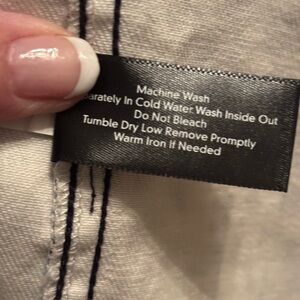 Machine Wash
arately In Cold Water Wash Inside Out
Do Not Bleach
Tumble Dry Low Remove Promptly
Warm Iron If Needed